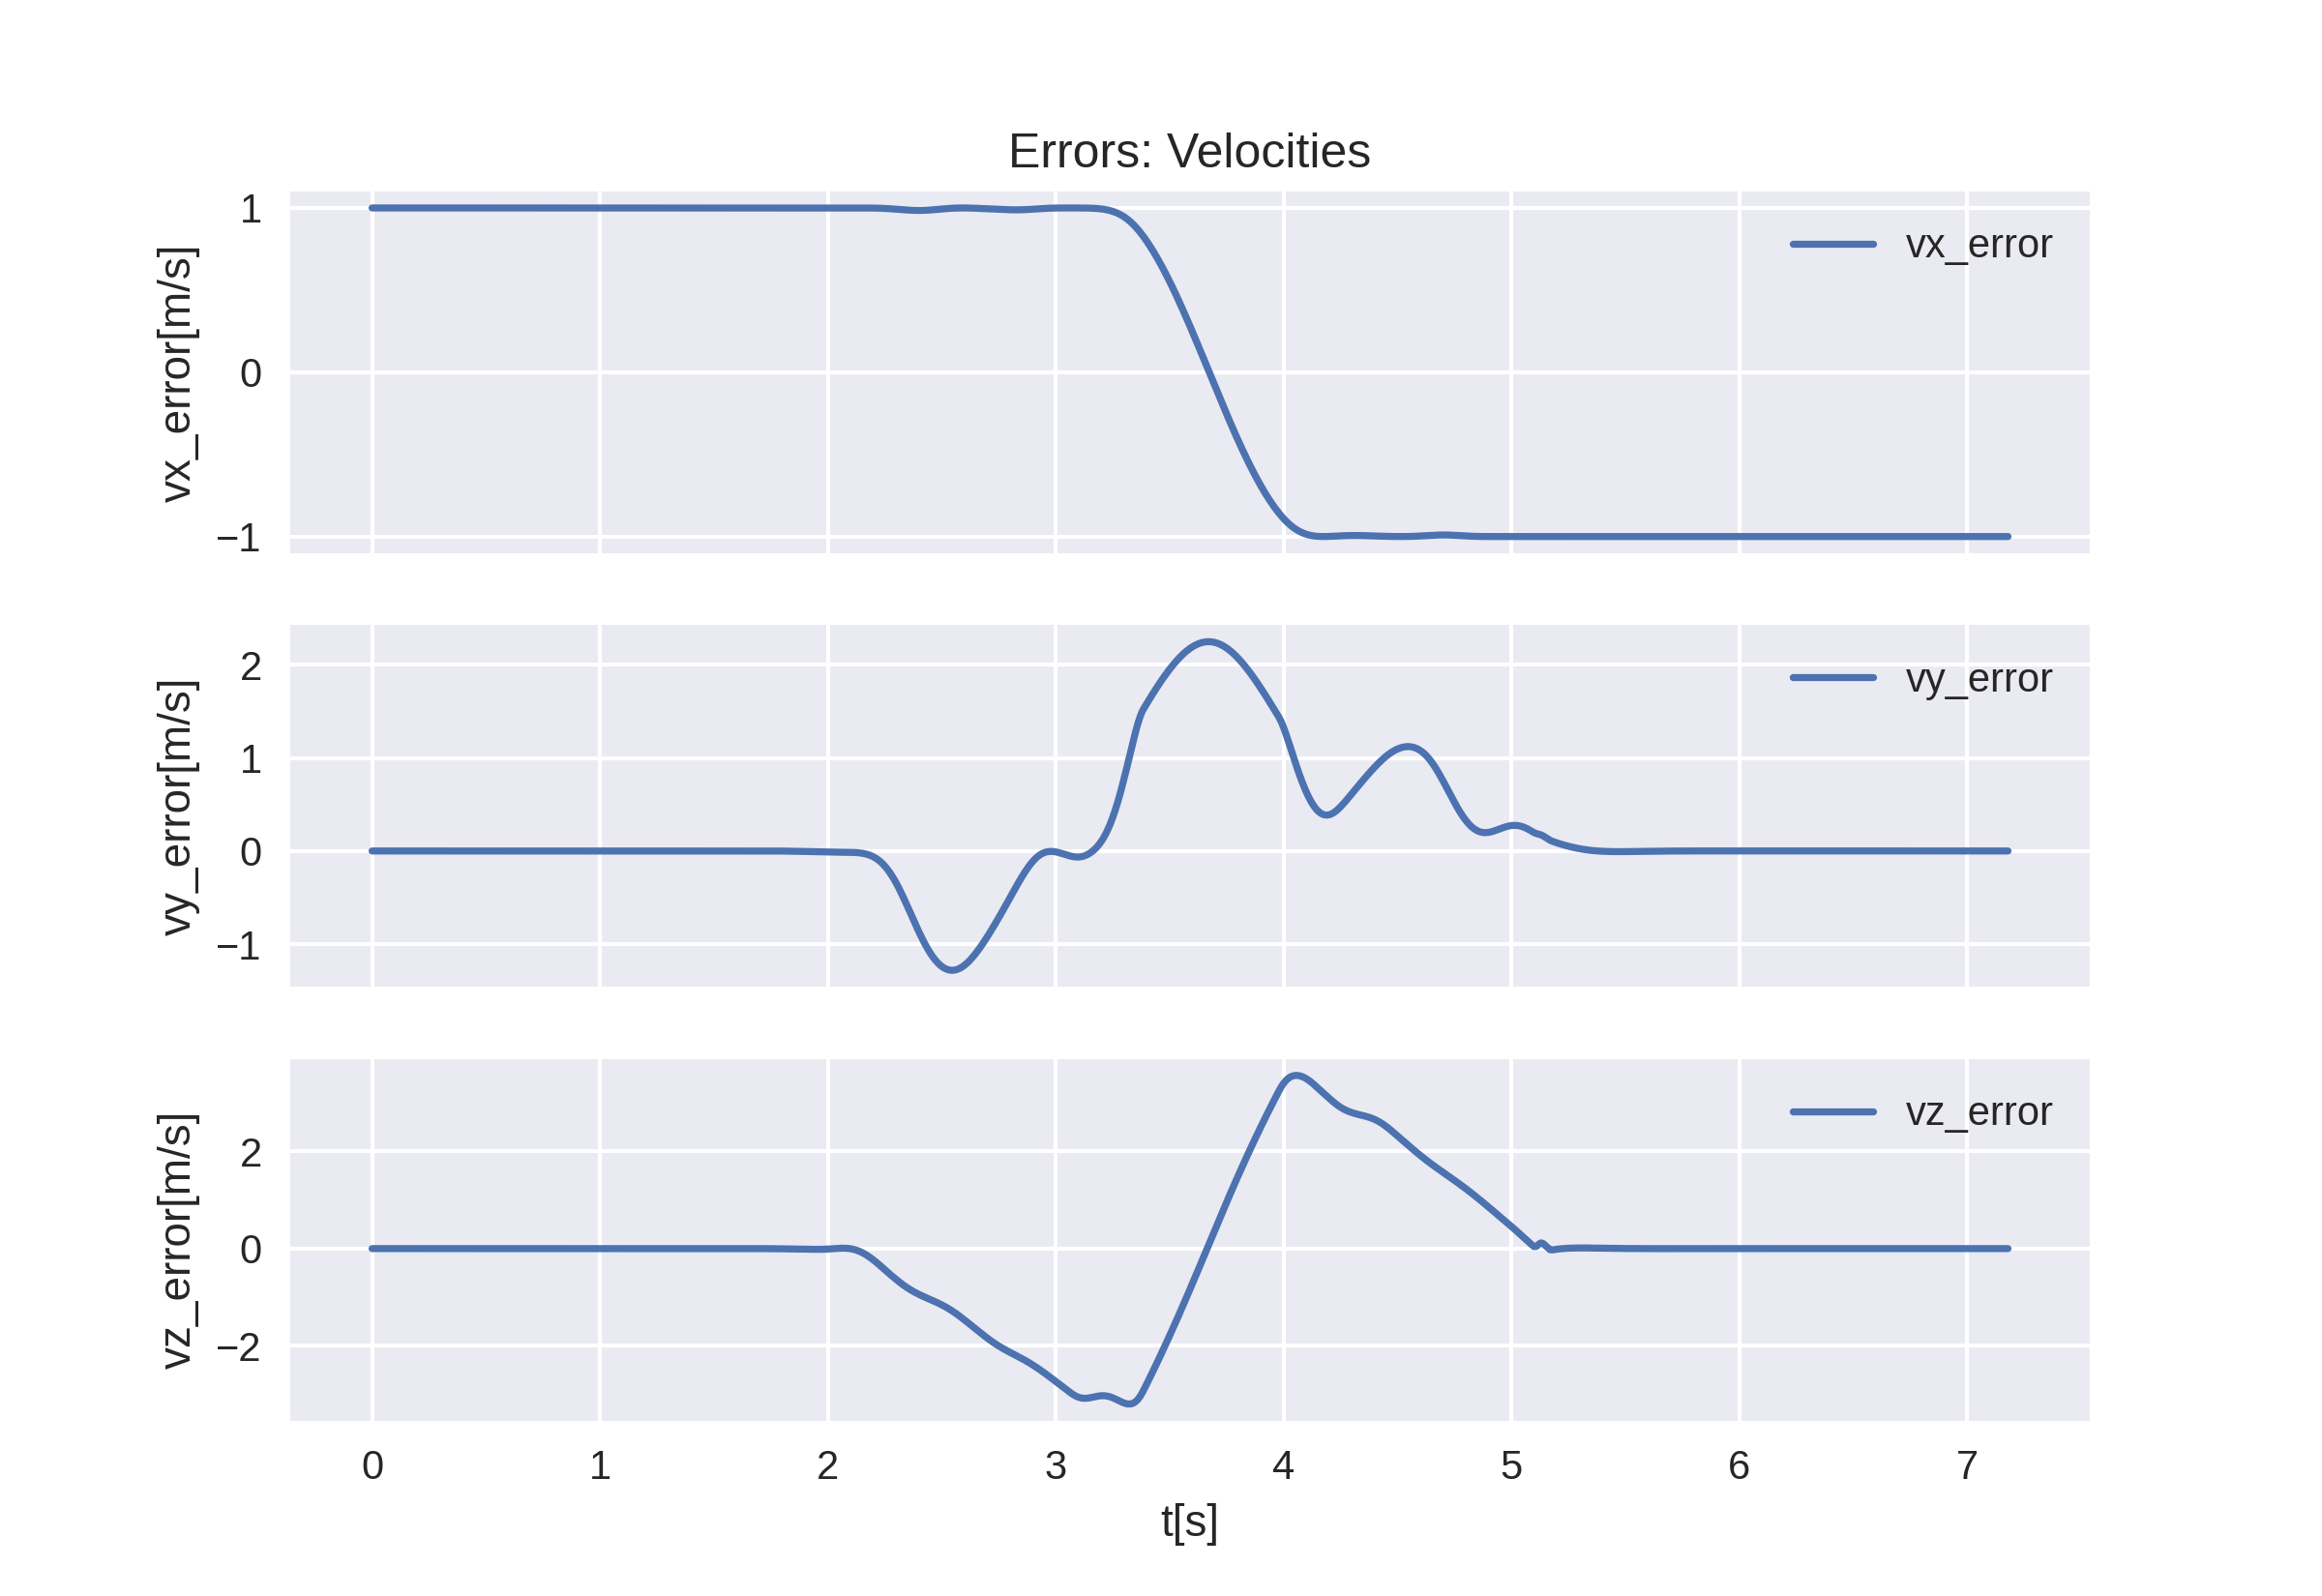 Errors: Velocities
1
0
−1
vx_error[m/s]
vx_error
2
1
0
−1
vy_error[m/s]
vy_error
2
0
−2
vz_error[m/s]
vz_error
0 1 2 3 4 5 6 7
t[s]